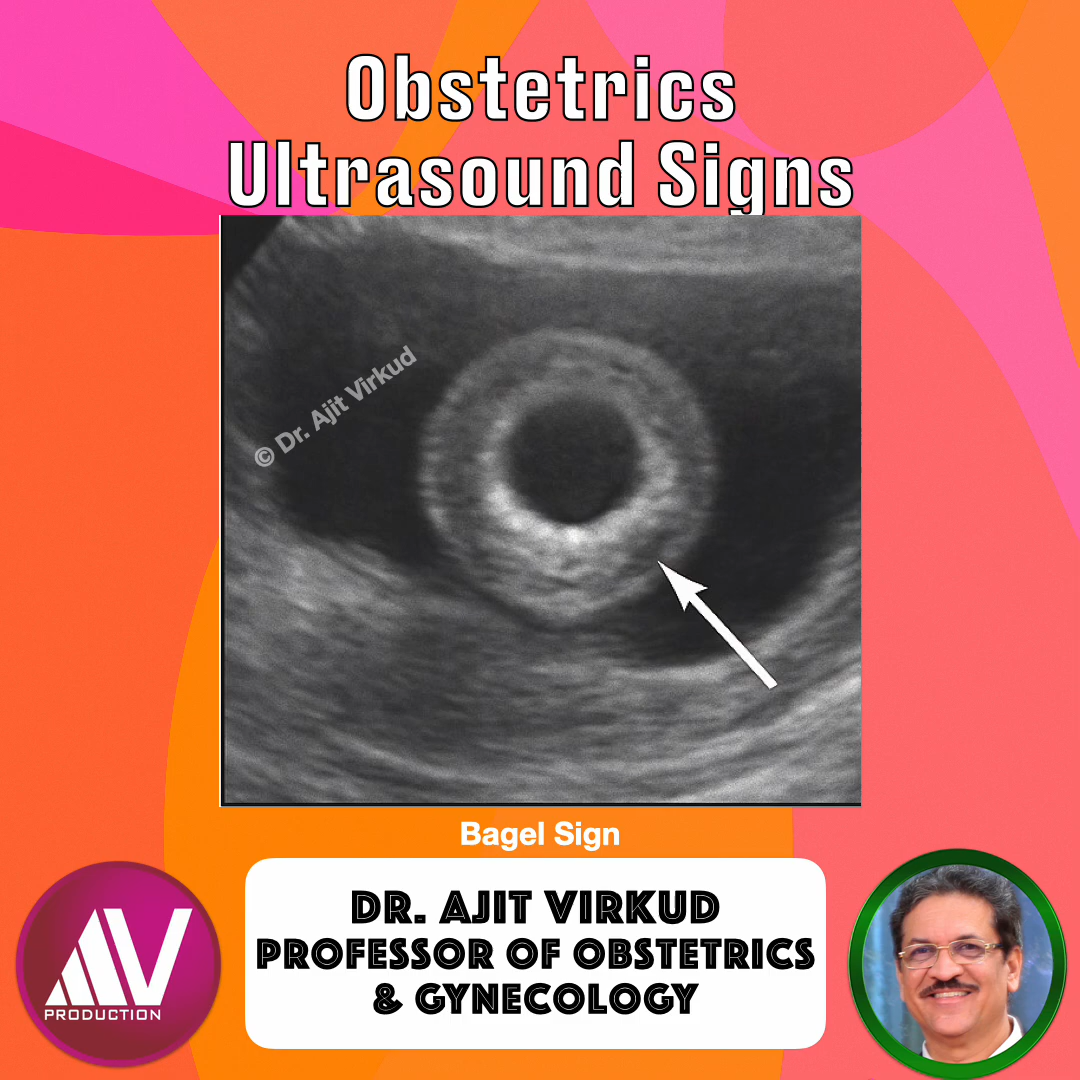 Obstetrics
Ultrasound Signs
© Dr. Ajit Virkud
Bagel Sign
DR. AJIT VIRKUD
PROFESSOR OF OBSTETRICS
& GYNECOLOGY
AV
PRODUCTION